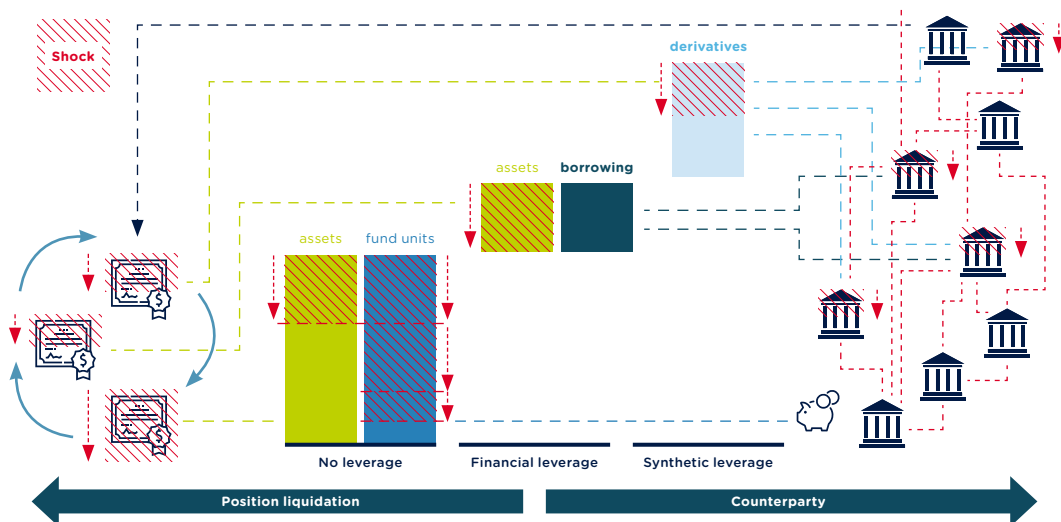 Shock
derivatives
assets
borrowing
assets
fund units
No leverage
Financial leverage
Synthetic leverage
Position liquidation
Counterparty
$
$
$